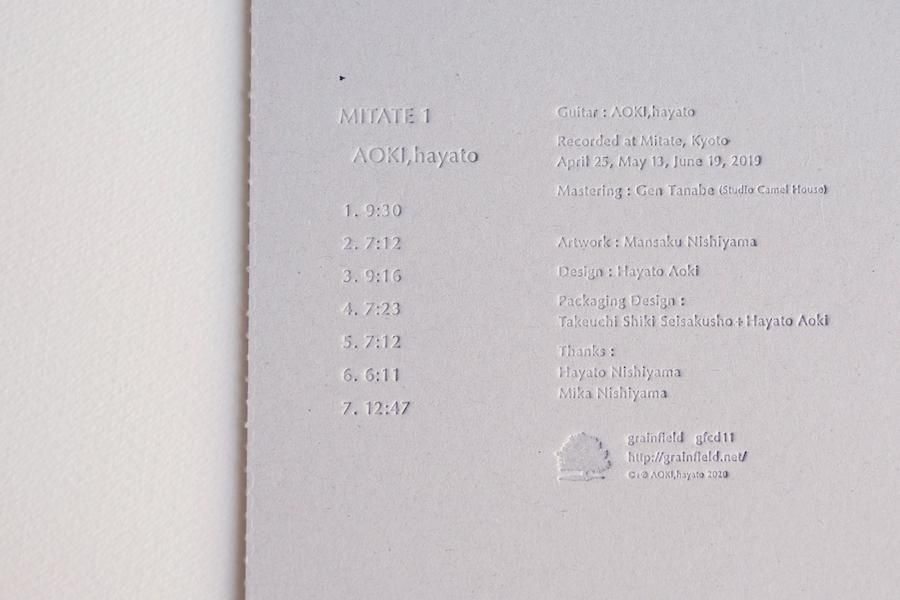 MITATE 1
AOKI,hayato
1. 9:30
2. 7:12
3. 9:16
4. 7:23
5. 7:12
6. 6:11
7. 12:47
Guitar : AOKI,hayato
Recorded at Mitate, Kyoto
April 25, May 13, June 19, 2019
Mastering : Gen Tanabe (Studio Camel House)
Artwork : Mansaku Nishiyama
Design : Hayato Aoki
Packaging Design :
Takeuchi Shiki Seisakusho+Hayato Aoki
Thanks :
Hayato Nishiyama
Mika Nishiyama
grainfield gfcd11
http://grainfield.net/
©+℗ AOKI,hayato 2020